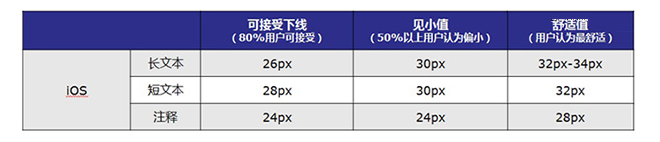 可接受下线 见小值 舒适值
（80%用户可接受） （50%以上用户认为偏小） （用户认为最舒适）
长文本 26px 30px 32px-34px
iOS 短文本 28px 30px 32px
注释 24px 24px 28px